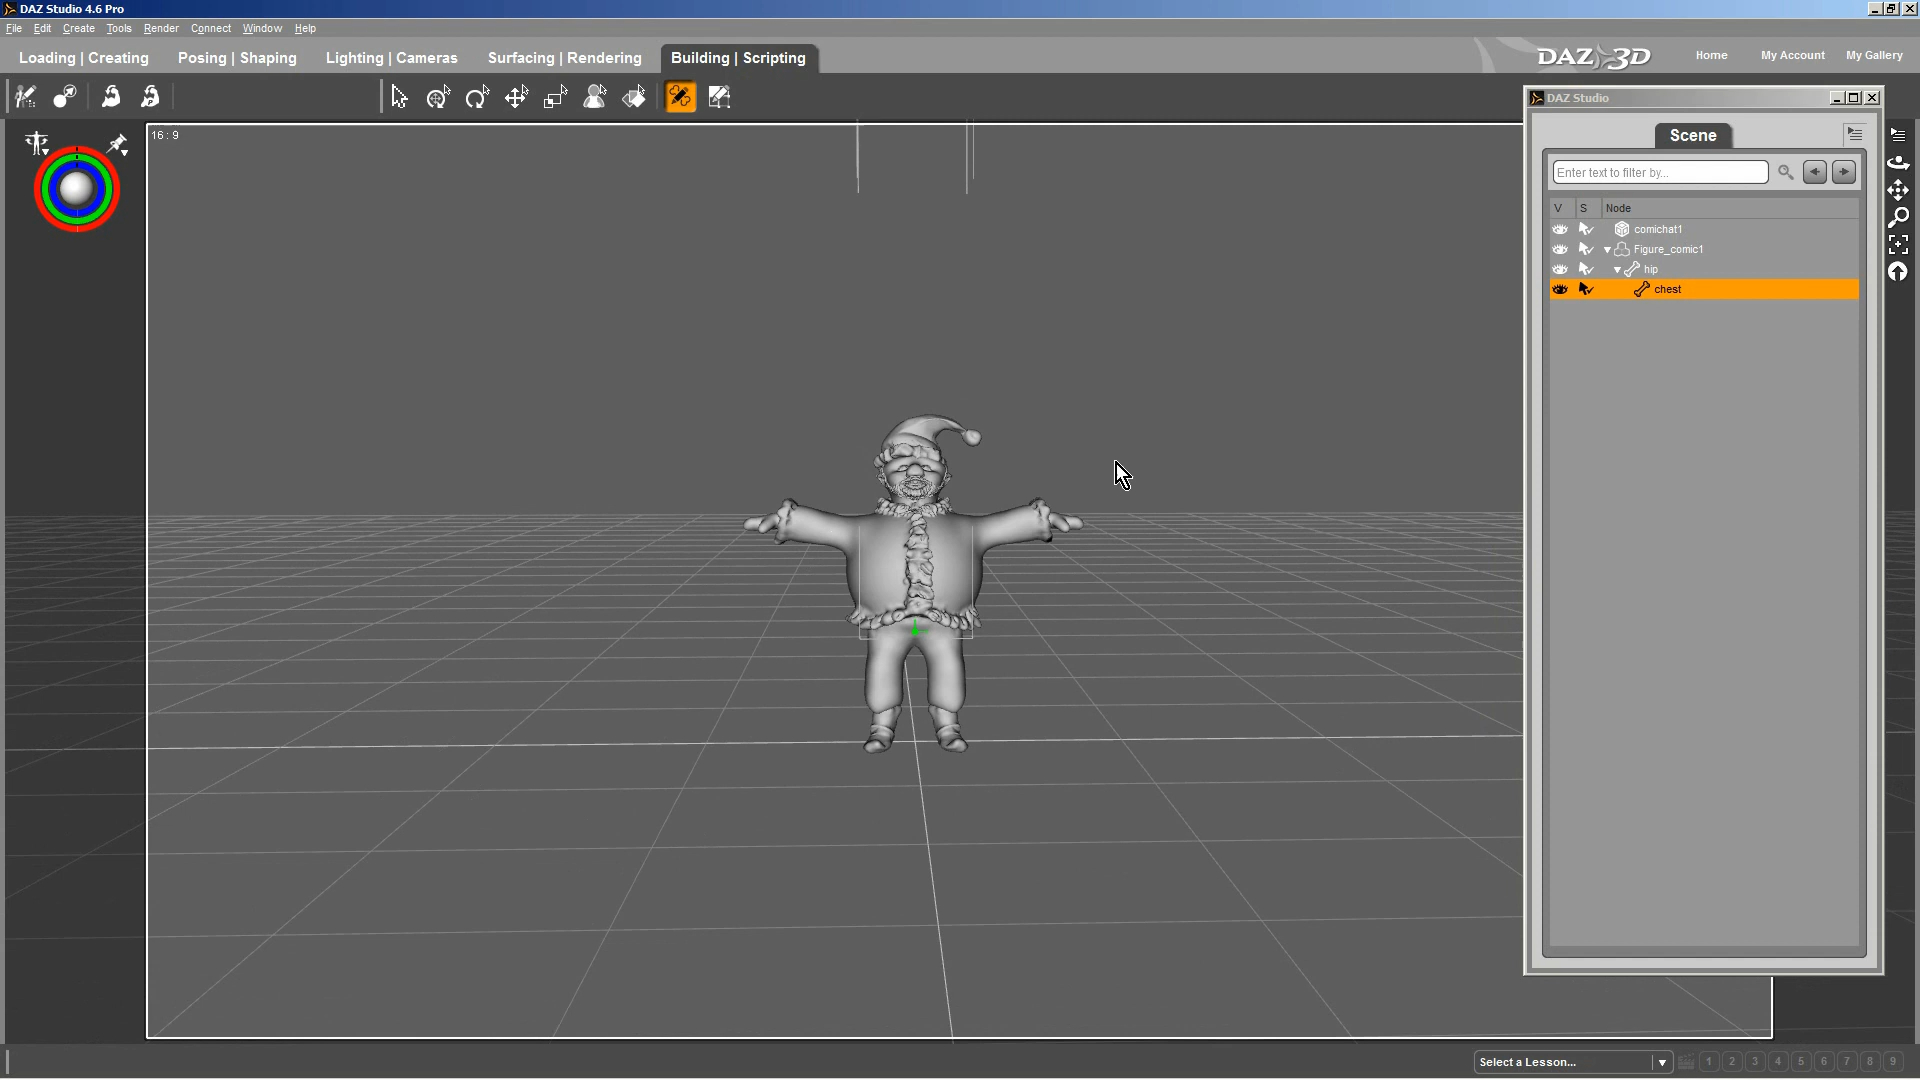 DAZ Studio 4.6 Pro
File Edit Create Tools Render Connect Window Help
Loading | Creating Posing | Shaping Lighting | Cameras Surfacing | Rendering Building | Scripting
DAZ 3D Home My Account My Gallery
DAZ Studio
16 : 9
Scene
Enter text to filter by...
V S Node
comichat1
Figure_comic1
hip
chest
Select a Lesson... 1 2 3 4 5 6 7 8 9